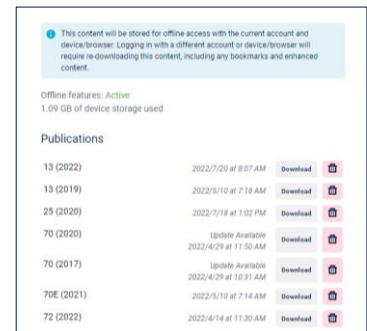 This content will be stored for offline access with the current account and
device/browser. Logging in with a different account or device/browser will
require re-downloading this content, including any bookmarks and enhanced
content.
Offline features: Active
1.09 GB of device storage used
Publications
13 (2022) 2022/7/20 at 8:07 AM Download
13 (2019) 2022/5/10 at 7:18 AM Download
25 (2020) 2022/7/18 at 1:02 PM Download
70 (2020) Update Available Download
2022/4/29 at 11:50 AM
70 (2017) Update Available Download
2022/4/29 at 10:31 AM
70E (2021) 2022/5/10 at 7:14 AM Download
72 (2022) 2022/4/14 at 11:30 AM Download